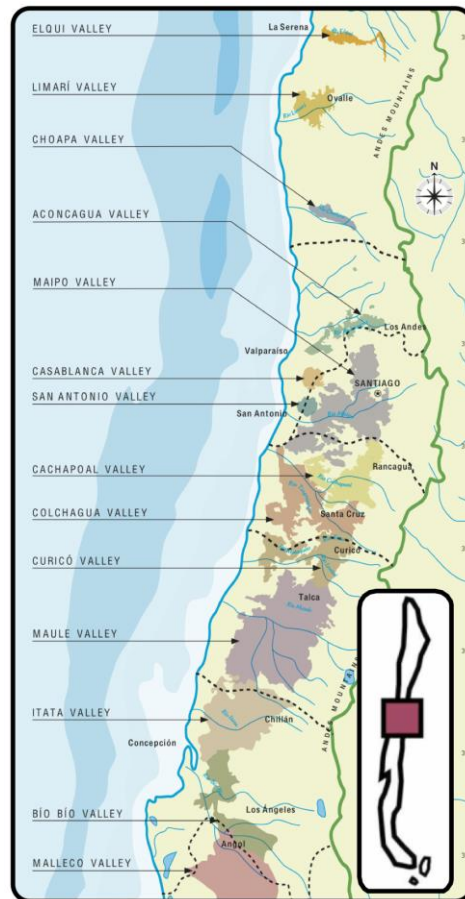 ELQUI VALLEY
La Serena
LIMARÍ VALLEY
Ovalle
CHOAPA VALLEY
ANDES MOUNTAINS
N
ACONCAGUA VALLEY
MAIPO VALLEY
Los Andes
Valparaíso
CASABLANCA VALLEY
SANTIAGO
SAN ANTONIO VALLEY
San Antonio
CACHAPOAL VALLEY
Rancagua
COLCHAGUA VALLEY
Santa Cruz
CURICÓ VALLEY
Curicó
Talca
MAULE VALLEY
ANDES MOUNTAINS
ITATA VALLEY
Chillán
Concepción
Los Ángeles
BÍO BÍO VALLEY
Angol
MALLECO VALLEY